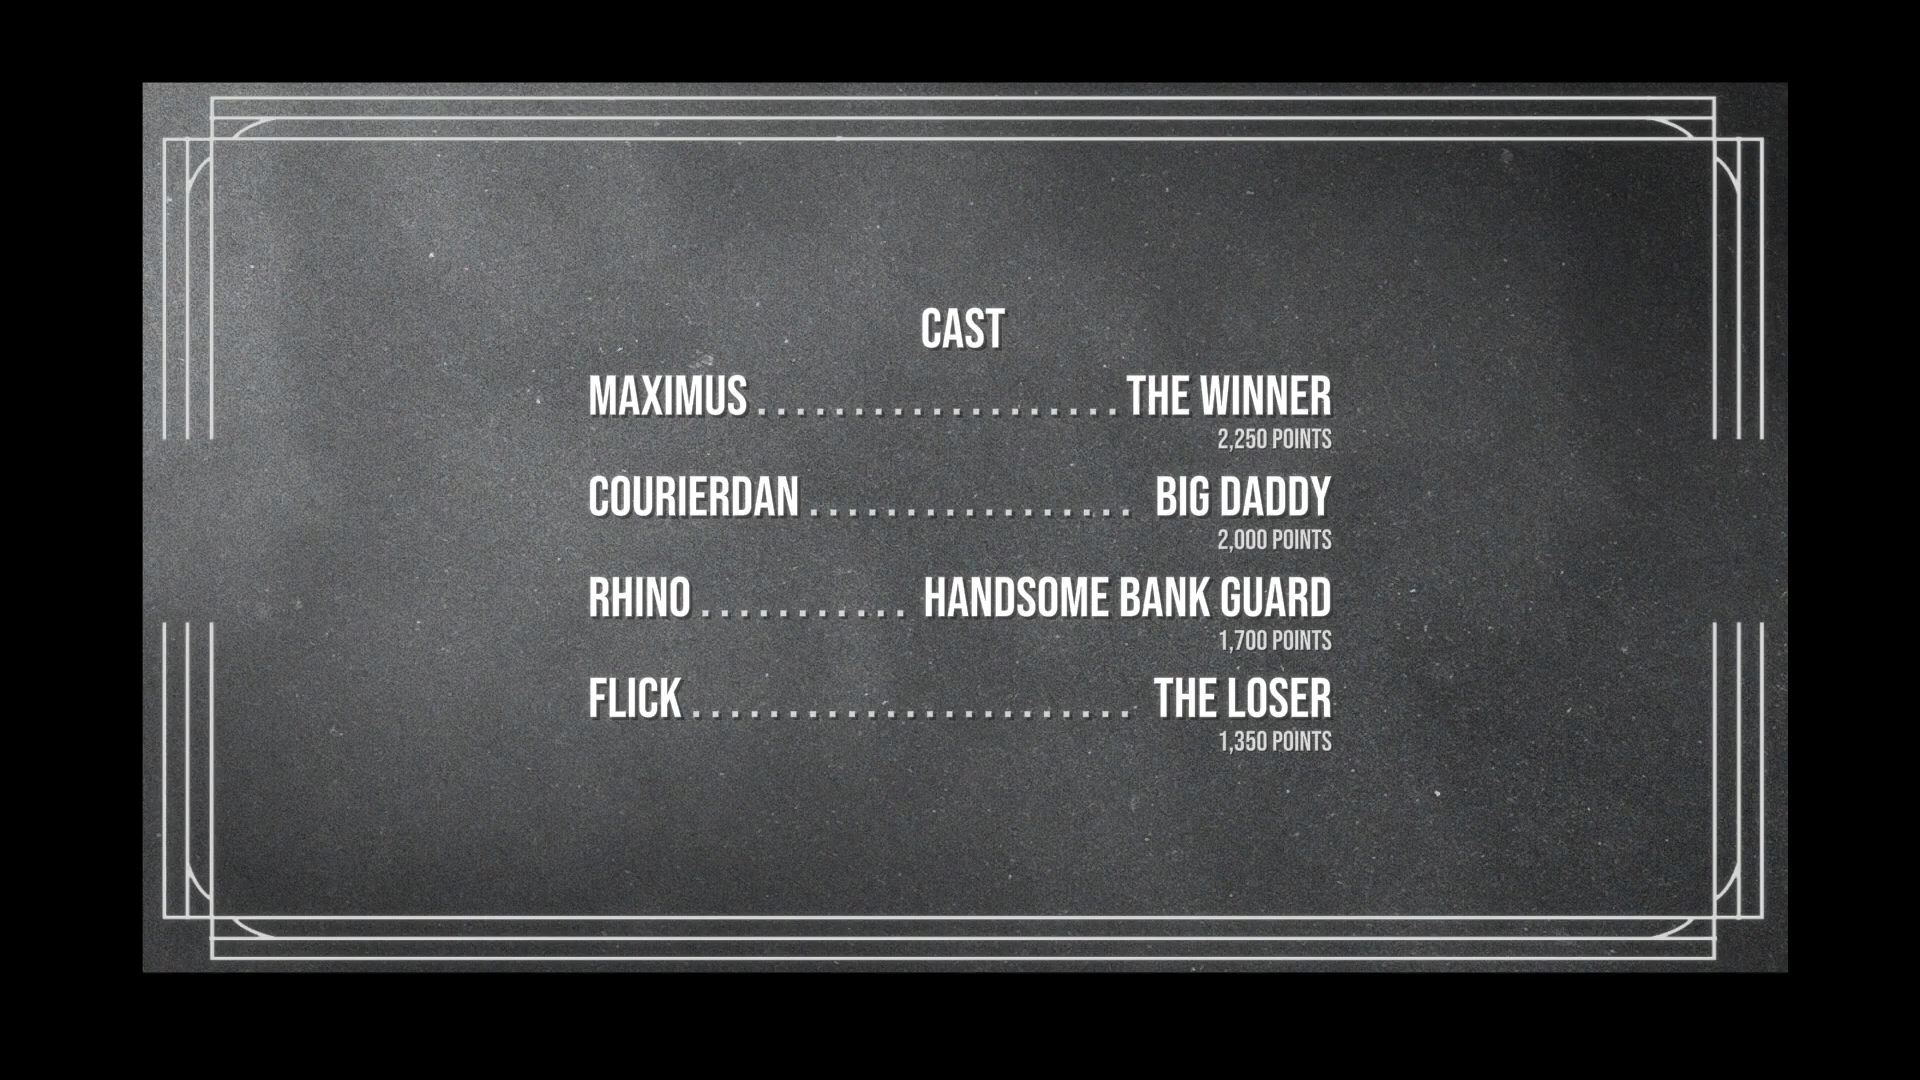 CAST
MAXIMUS . . . . . . . . . . . . . . . . . . . THE WINNER
2,250 POINTS
COURIERDAN . . . . . . . . . . . . . . . . . BIG DADDY
2,000 POINTS
RHINO . . . . . . . . . . . HANDSOME BANK GUARD
1,700 POINTS
FLICK . . . . . . . . . . . . . . . . . . . . . . . THE LOSER
1,350 POINTS